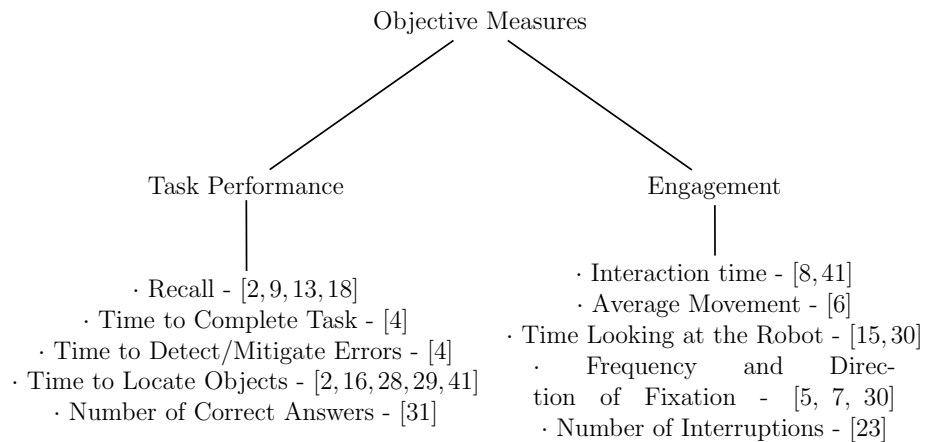 Objective Measures
Task Performance
Engagement
· Recall - [2, 9, 13, 18]
· Time to Complete Task - [4]
· Time to Detect/Mitigate Errors - [4]
· Time to Locate Objects - [2, 16, 28, 29, 41]
· Number of Correct Answers - [31]
· Interaction time - [8, 41]
· Average Movement - [6]
· Time Looking at the Robot - [15, 30]
· Frequency and Direc-
tion of Fixation - [5, 7, 30]
· Number of Interruptions - [23]